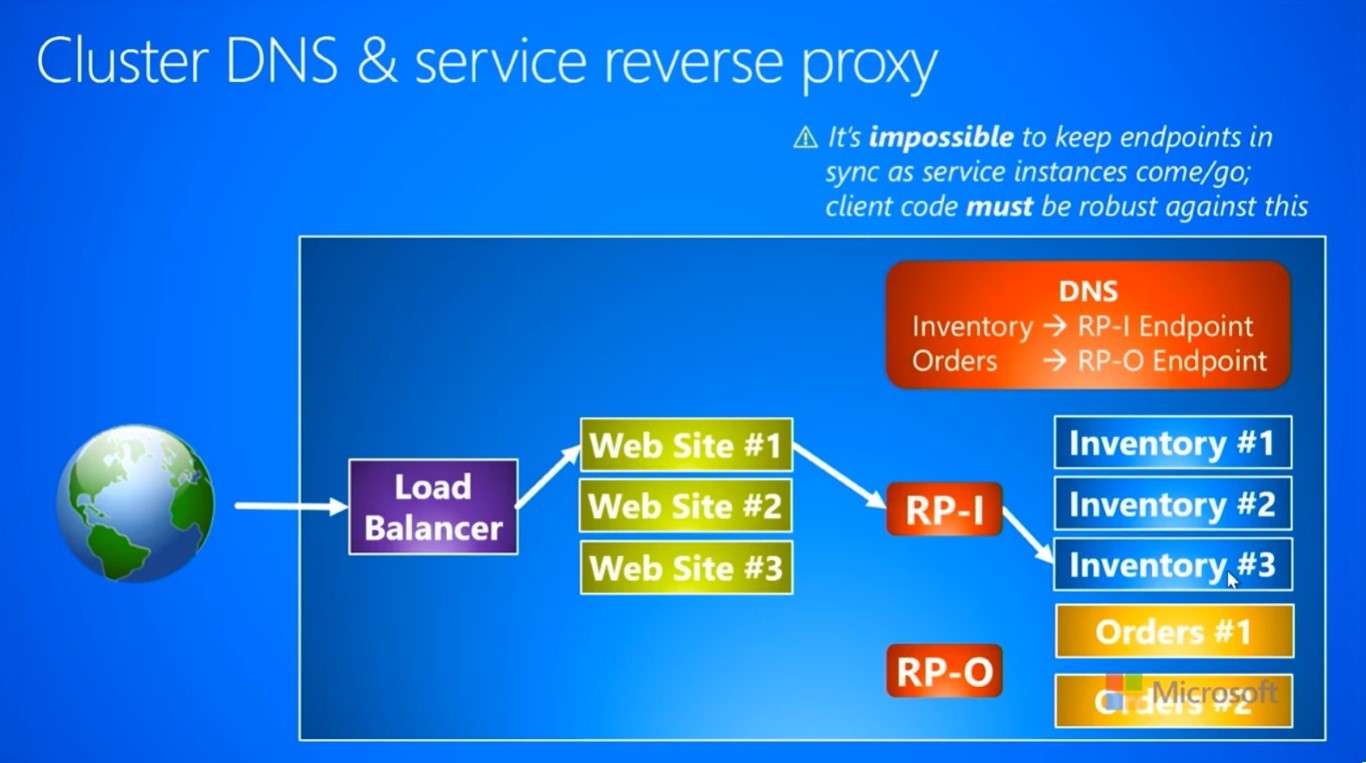 Cluster DNS & service reverse proxy
⚠ It's impossible to keep endpoints in
sync as service instances come/go;
client code must be robust against this
DNS
Inventory → RP-I Endpoint
Orders → RP-O Endpoint
Load
Balancer
Web Site #1
Web Site #2
Web Site #3
RP-I
RP-O
Inventory #1
Inventory #2
Inventory #3
Orders #1
Orders #2
Microsoft